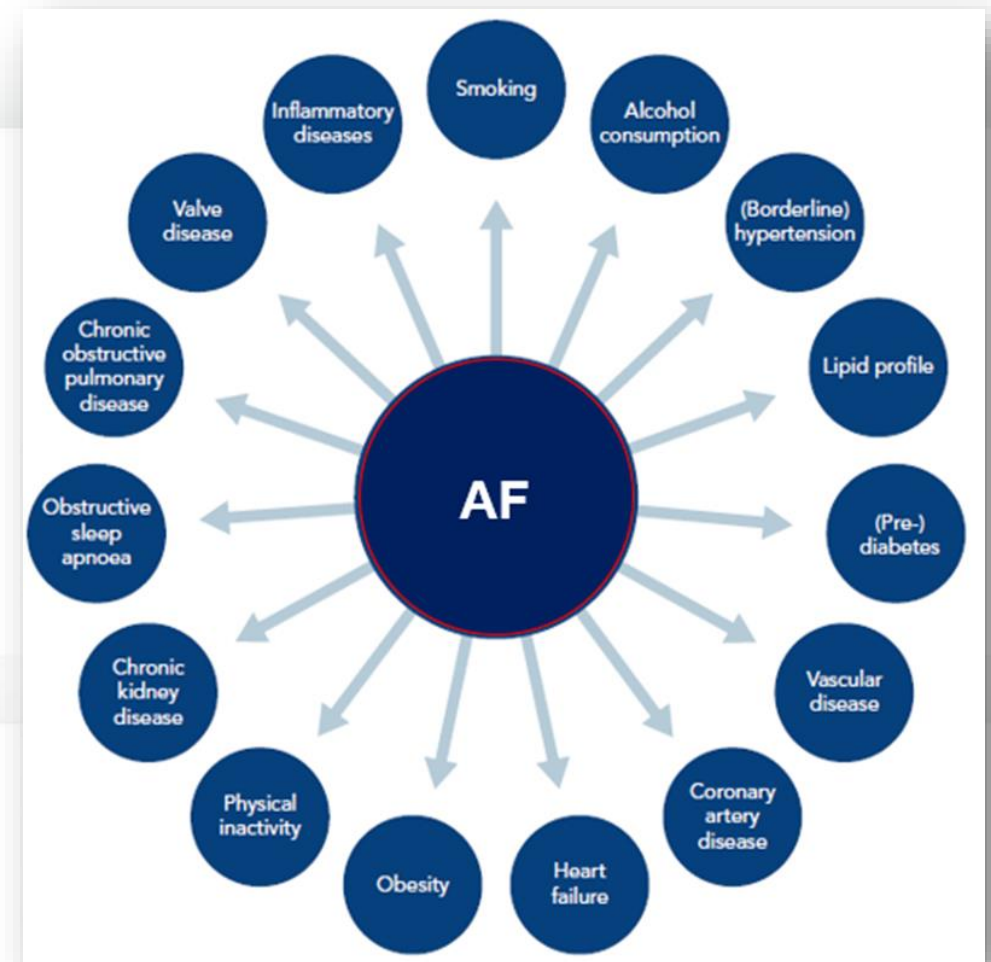 Smoking
Alcohol
consumption
(Borderline)
hypertension
Lipid profile
(Pre-)
diabetes
Vascular
disease
Coronary
artery
disease
Heart
failure
Obesity
Physical
inactivity
Chronic
kidney
disease
Obstructive
sleep
apnoea
Chronic
obstructive
pulmonary
disease
Valve
disease
Inflammatory
diseases
AF